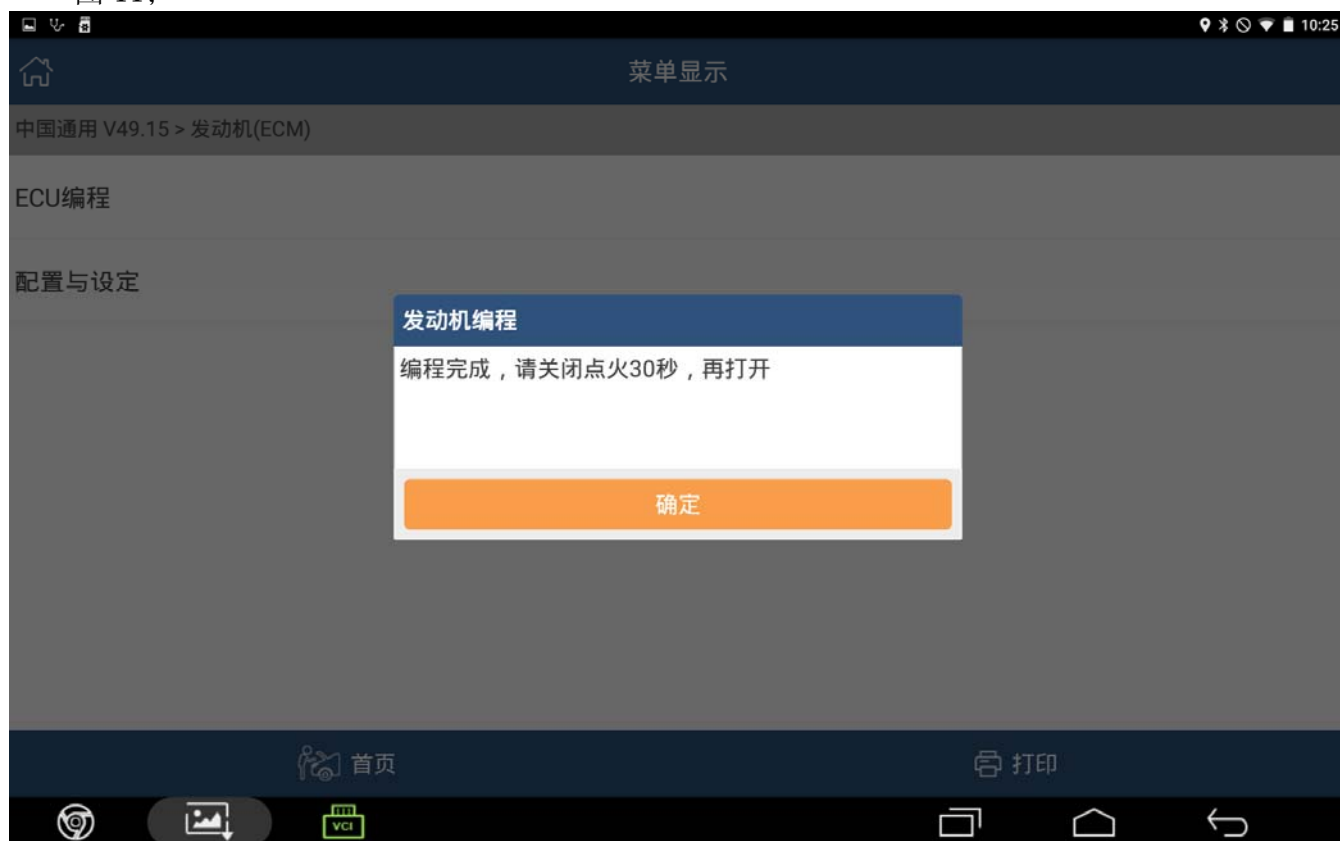 图 11;
10:25
菜单显示
中国通用 V49.15 > 发动机(ECM)
ECU编程
配置与设定
发动机编程
编程完成，请关闭点火30秒，再打开
确定
首页
打印
VCI